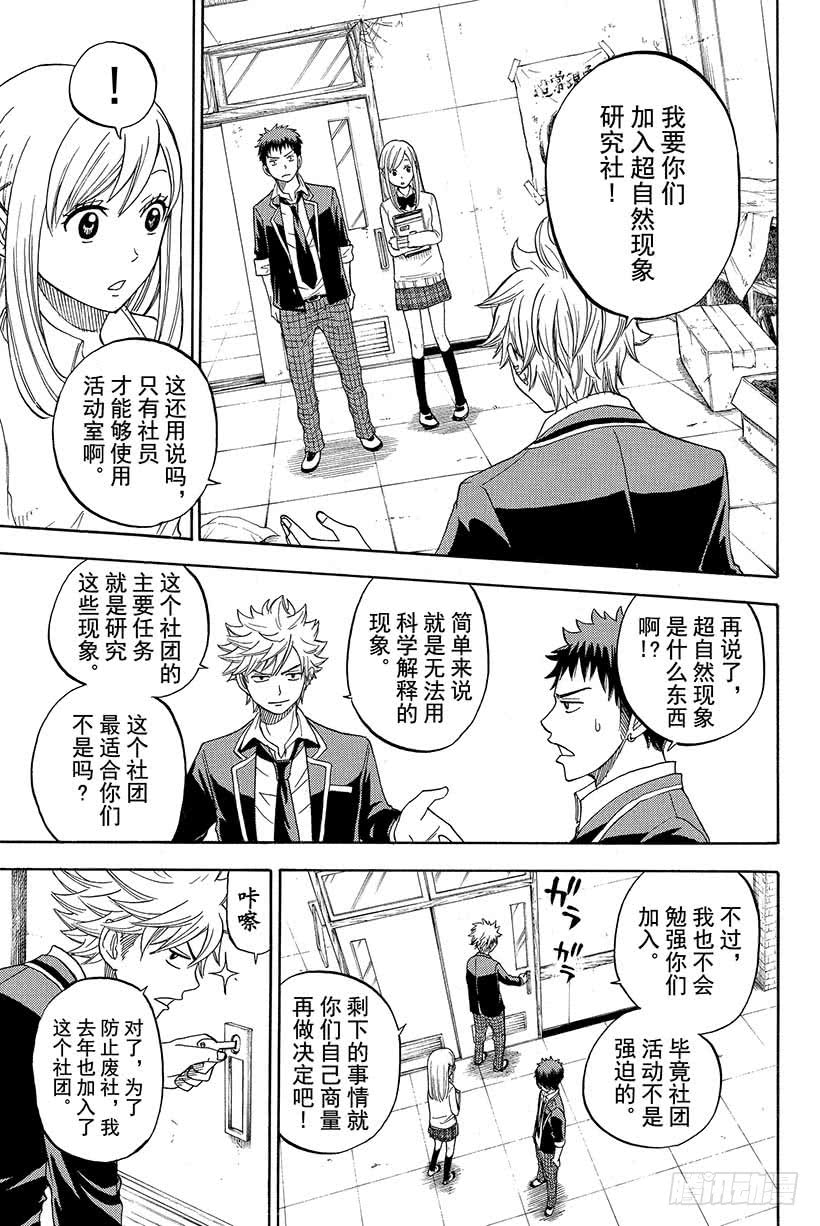 我要你们
加入超自然现象
研究社！
超常現
！
这还用说吗，
只有社员
才能够使用
活动室啊。
再说了，
超自然现象
是什么东西
啊!?
简单来说
就是无法用
科学解释的
现象。
这个社团的
主要任务
就是研究
这些现象。
这个社团
最适合你们
不是吗？
不过，
我也不会
勉强你们
加入。
毕竟社团
活动不是
强迫的。
ガラ
ガラ
剩下的事情就
你们自己商量
再做决定吧！
咔嚓
对了，为了
防止废社，我
去年也加入了
这个社团。
腾讯动漫